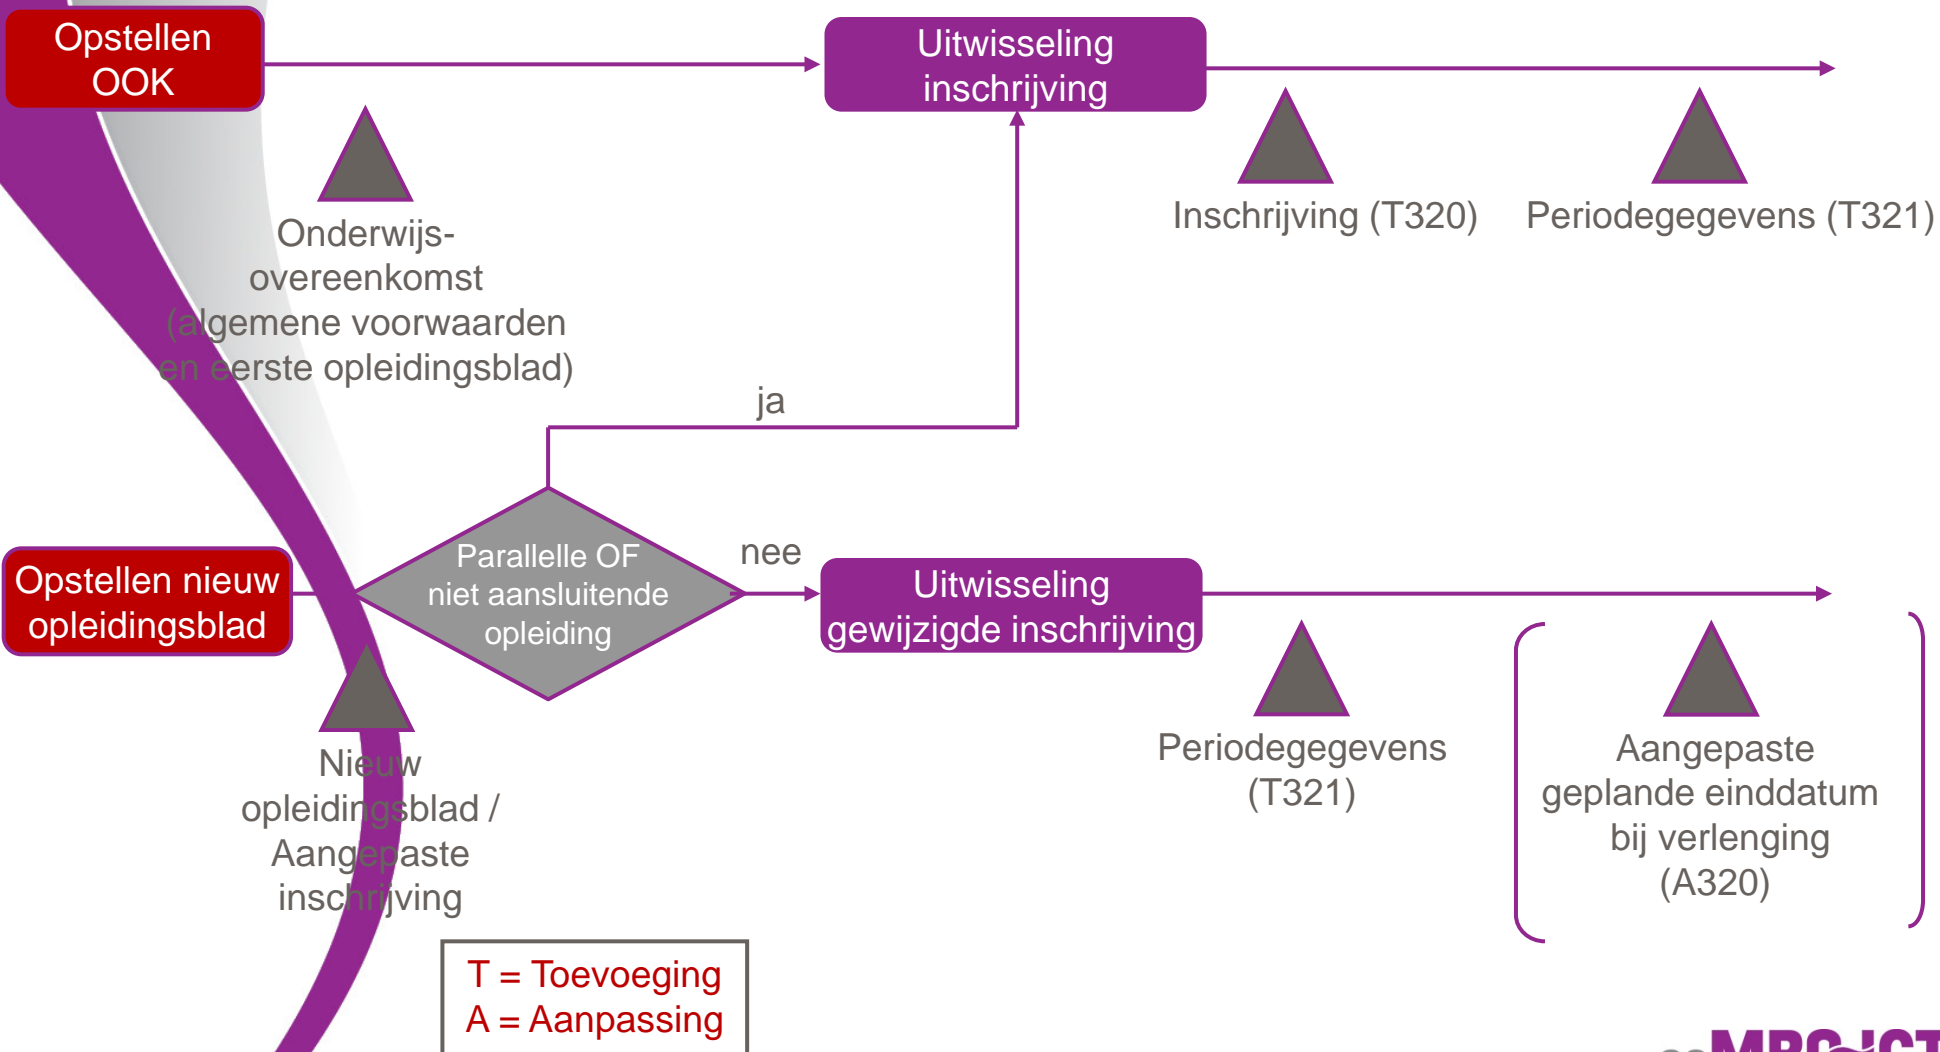 Opstellen
OOK
Uitwisseling
inschrijving
Onderwijs-
overeenkomst
(algemene voorwaarden
en eerste opleidingsblad)
Inschrijving (T320)
Periodegegevens (T321)
ja
Opstellen nieuw
opleidingsblad
Parallelle OF
niet aansluitende
opleiding
nee
Uitwisseling
gewijzigde inschrijving
Nieuw
opleidingsblad /
Aangepaste
inschrijving
Periodegegevens
(T321)
Aangepaste
geplande einddatum
bij verlenging
(A320)
T = Toevoeging
A = Aanpassing